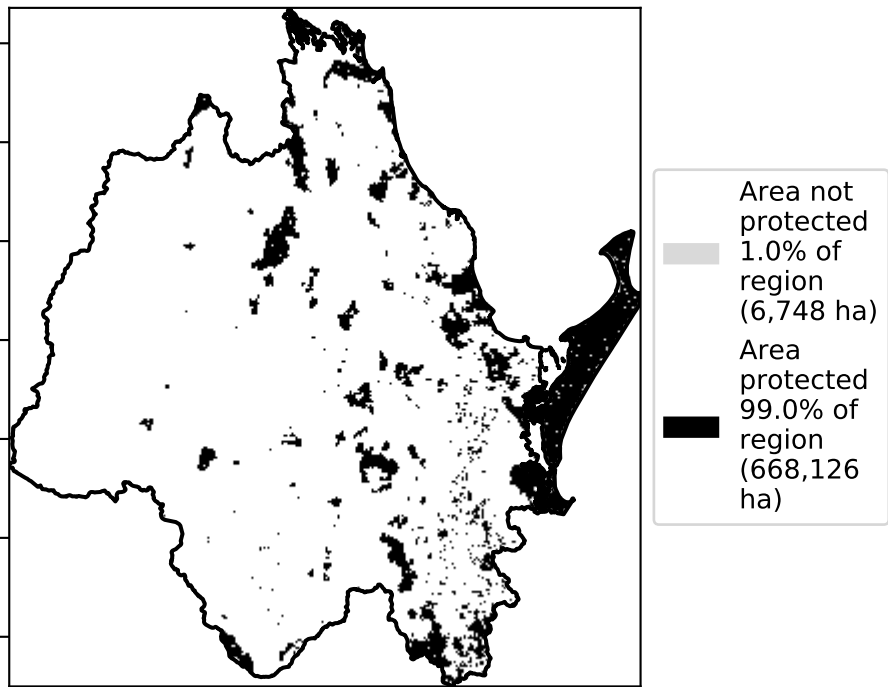 Area not
protected
1.0% of
region
(6,748 ha)
Area
protected
99.0% of
region
(668,126
ha)